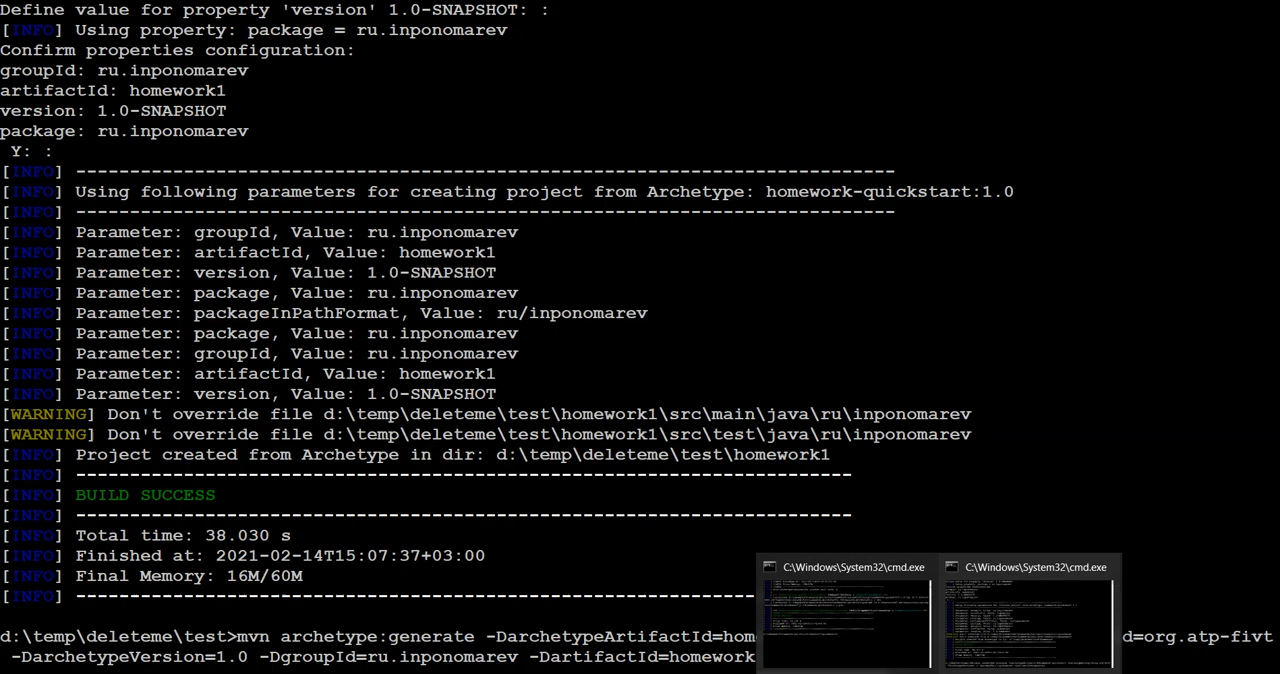 Define value for property 'version' 1.0-SNAPSHOT: :
[INFO] Using property: package = ru.inponomarev
Confirm properties configuration:
groupId: ru.inponomarev
artifactId: homework1
version: 1.0-SNAPSHOT
package: ru.inponomarev
 Y: :
[INFO] ----------------------------------------------------------------------------
[INFO] Using following parameters for creating project from Archetype: homework-quickstart:1.0
[INFO] ----------------------------------------------------------------------------
[INFO] Parameter: groupId, Value: ru.inponomarev
[INFO] Parameter: artifactId, Value: homework1
[INFO] Parameter: version, Value: 1.0-SNAPSHOT
[INFO] Parameter: package, Value: ru.inponomarev
[INFO] Parameter: packageInPathFormat, Value: ru/inponomarev
[INFO] Parameter: package, Value: ru.inponomarev
[INFO] Parameter: groupId, Value: ru.inponomarev
[INFO] Parameter: artifactId, Value: homework1
[INFO] Parameter: version, Value: 1.0-SNAPSHOT
[WARNING] Don't override file d:\temp\deleteme\test\homework1\src\main\java\ru\inponomarev
[WARNING] Don't override file d:\temp\deleteme\test\homework1\src\test\java\ru\inponomarev
[INFO] Project created from Archetype in dir: d:\temp\deleteme\test\homework1
[INFO] ------------------------------------------------------------------------
[INFO] BUILD SUCCESS
[INFO] ------------------------------------------------------------------------
[INFO] Total time: 38.030 s
[INFO] Finished at: 2021-02-14T15:07:37+03:00
[INFO] Final Memory: 16M/60M
[INFO] ---------------------------------------------------------------
C:\Windows\System32\cmd.exe
C:\Windows\System32\cmd.exe
d:\temp\deleteme\test>mvn archetype:generate -DarchetypeArtifactId=hom d=org.atp-fivt
 -DarchetypeVersion=1.0 -DgroupId=ru.inponomarev -DartifactId=homework